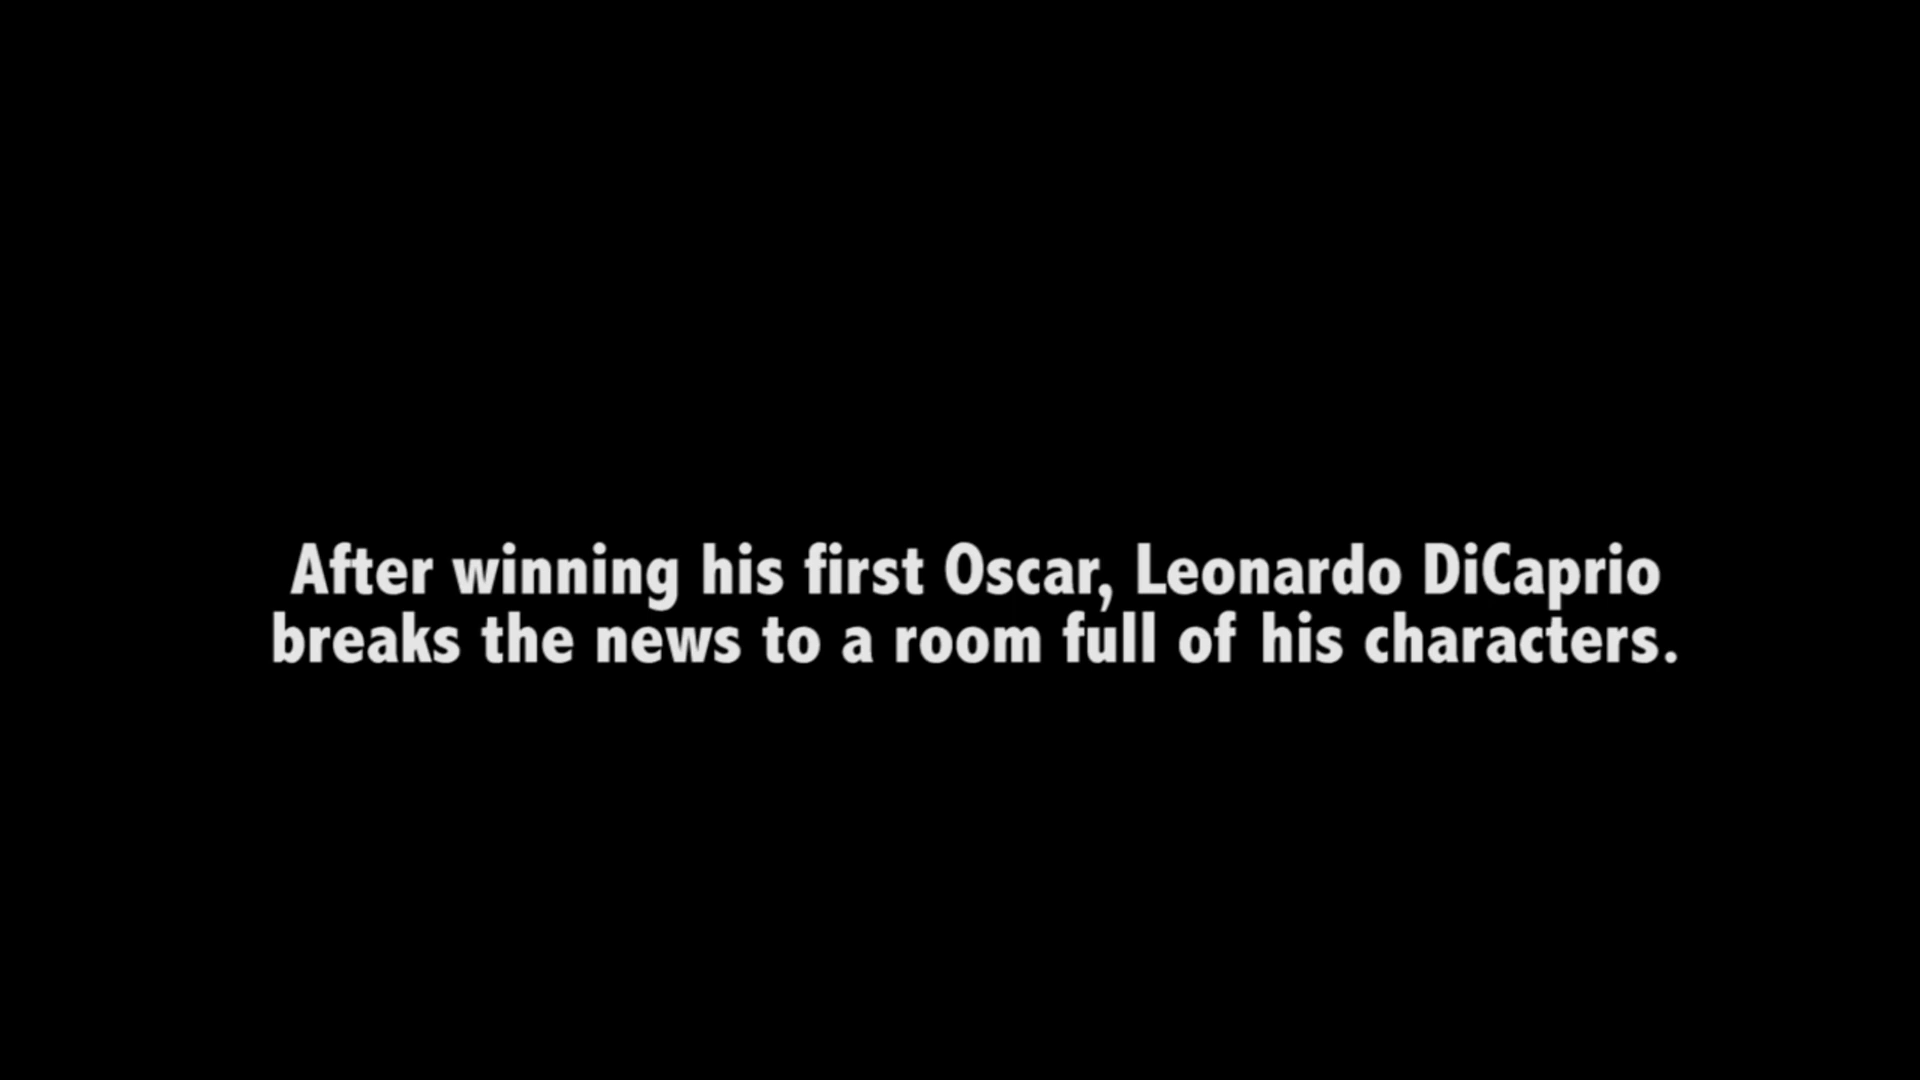 After winning his first Oscar, Leonardo DiCaprio
breaks the news to a room full of his characters.